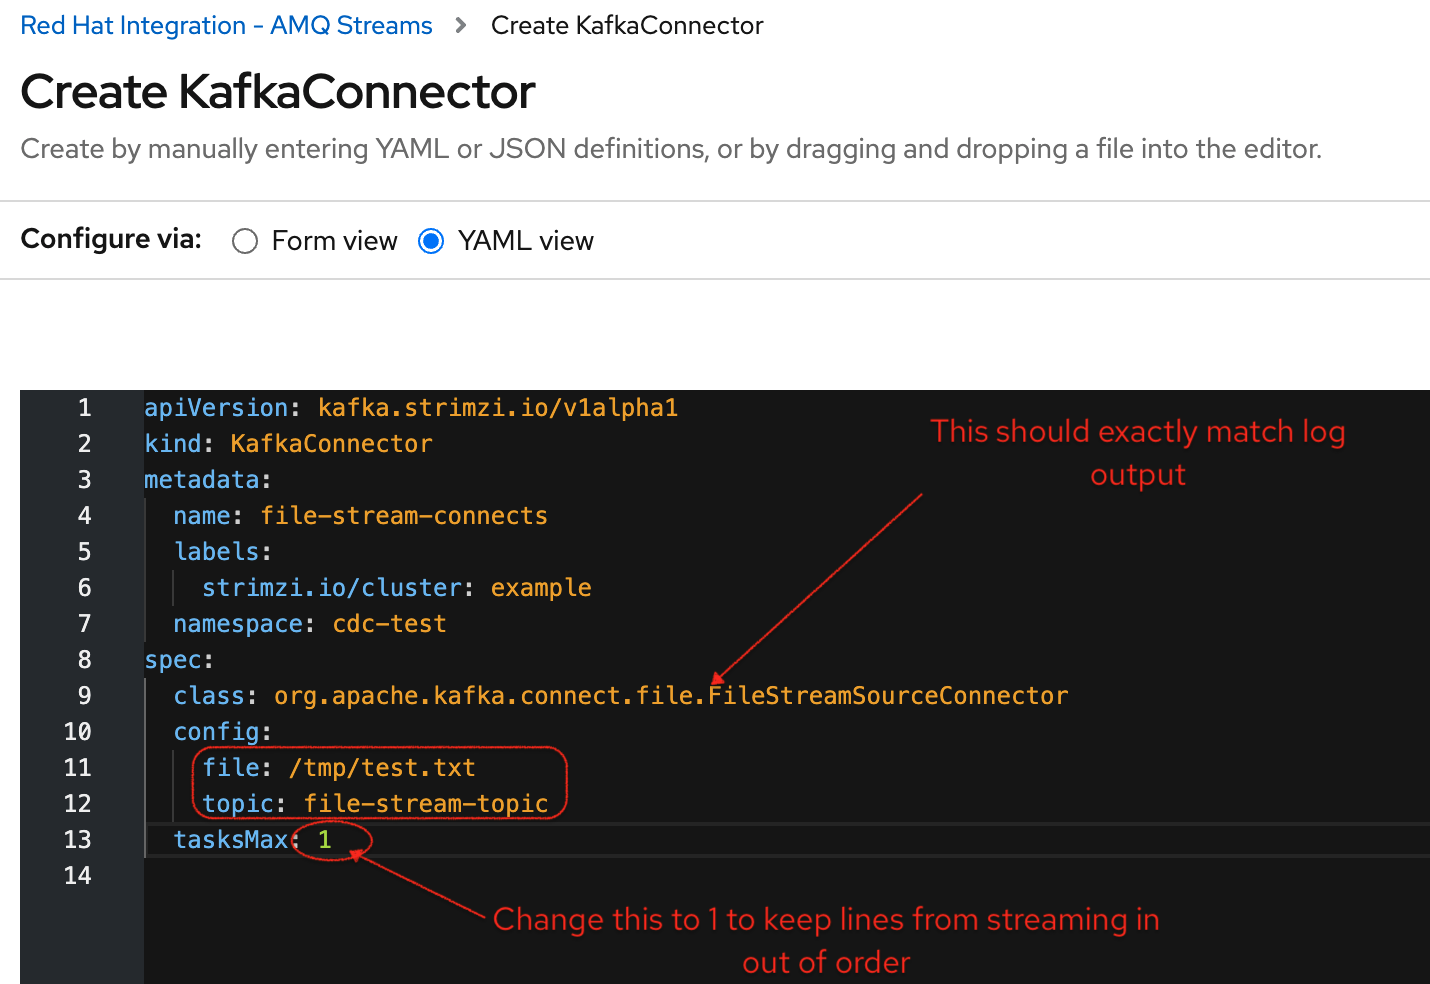 Red Hat Integration - AMQ Streams > Create KafkaConnector
Create KafkaConnector
Create by manually entering YAML or JSON definitions, or by dragging and dropping a file into the editor.
Configure via: Form view YAML view
1 apiVersion: kafka.strimzi.io/v1alpha1
This should exactly match log
output
2 kind: KafkaConnector
3 metadata:
4 name: file-stream-connects
5 labels:
6 strimzi.io/cluster: example
7 namespace: cdc-test
8 spec:
9 class: org.apache.kafka.connect.file.FileStreamSourceConnector
10 config:
11 file: /tmp/test.txt
12 topic: file-stream-topic
13 tasksMax: 1
14
Change this to 1 to keep lines from streaming in
out of order